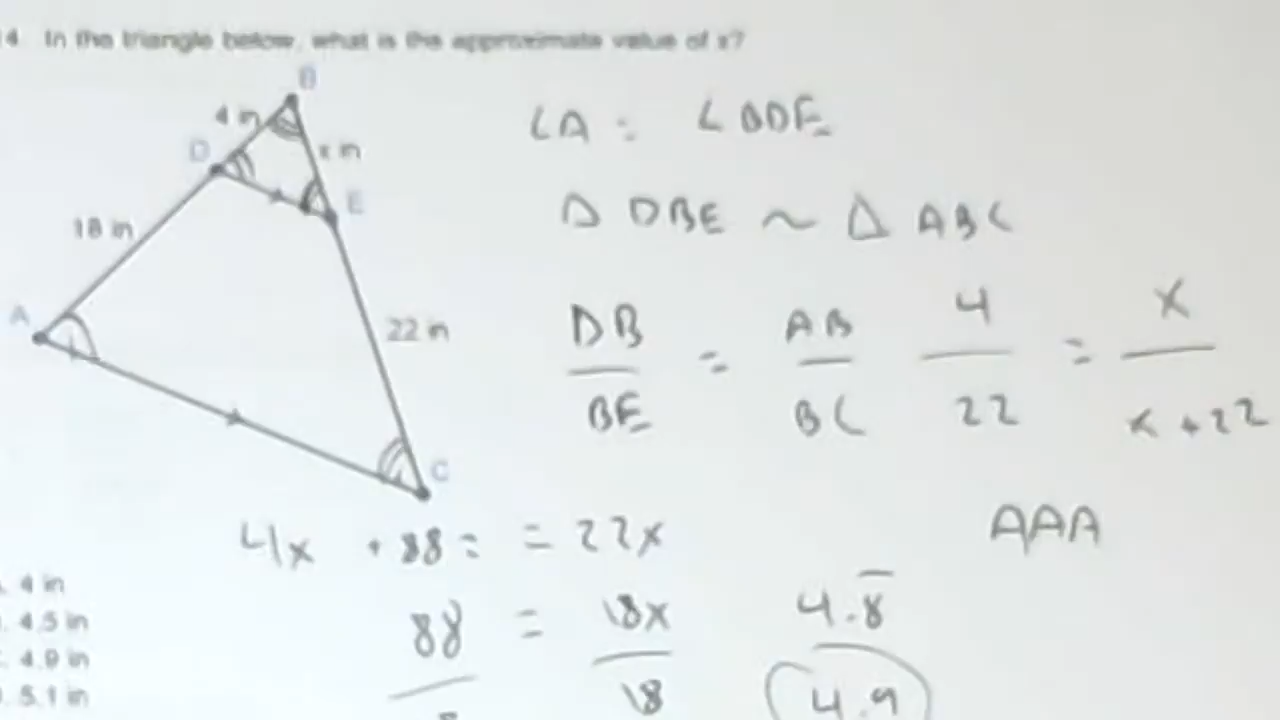 4 In the triangle below, what is the approximate value of x?
B
4 in
D
x in
E
18 in
A
22 in
C
∠A = ∠BDE
Δ DBE ~ Δ ABC
DB/BE = AB/BC 4/22 = x/x+22
AAA
4x + 88 = = 22x
88 = 18x/18
4.8̅
4.9
4 in
4.5 in
4.9 in
5.1 in